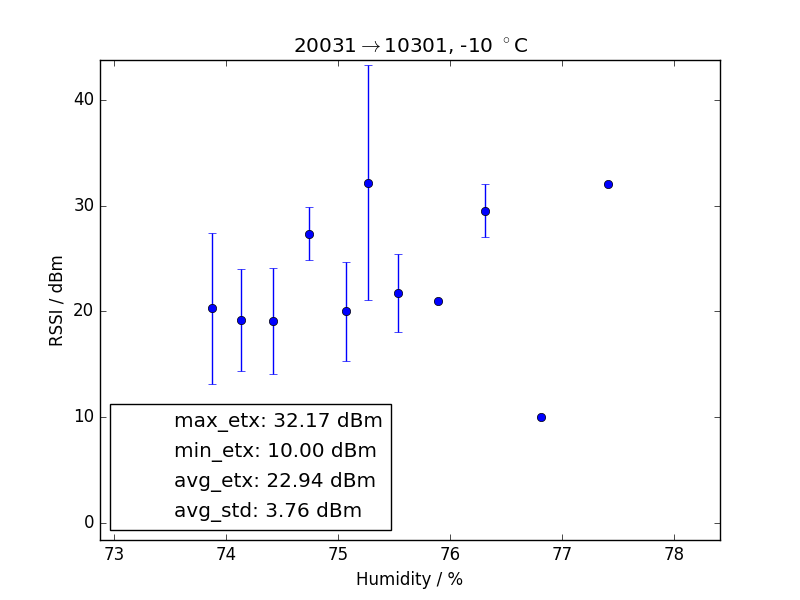 20031→10301, -10 °C
RSSI / dBm
40
30
20
10
0
max_etx: 32.17 dBm
min_etx: 10.00 dBm
avg_etx: 22.94 dBm
avg_std: 3.76 dBm
73 74 75 76 77 78
Humidity / %